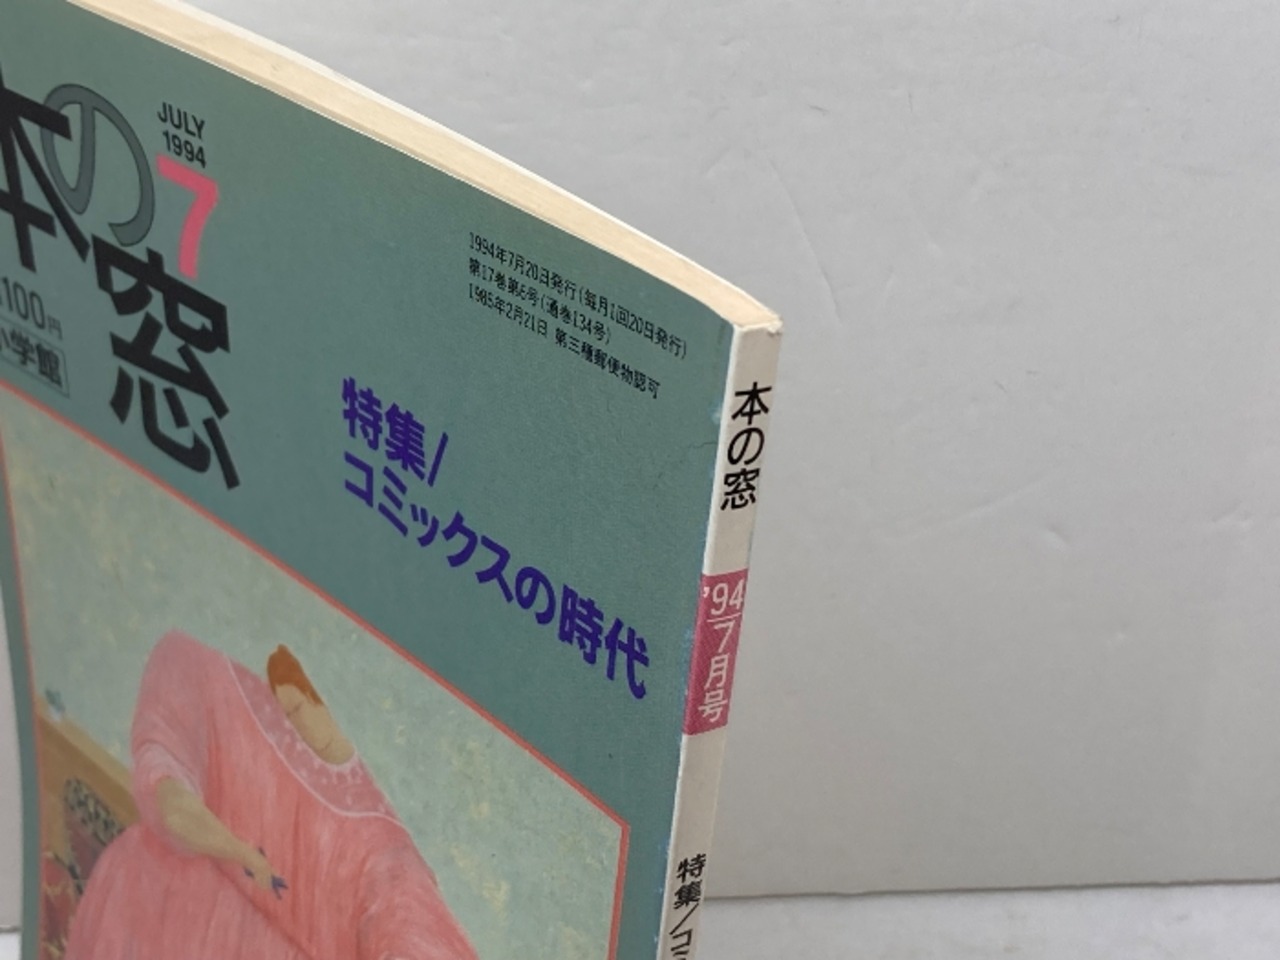 本の窓
JULY
1994
7
100円
小学館
1994年7月20日発行(毎月1回20日発行)
第17巻第6号(通巻134号)
1985年2月21日 第三種郵便物認可
特集/
コミックスの時代
本の窓
'94/7月号
特集/コミ